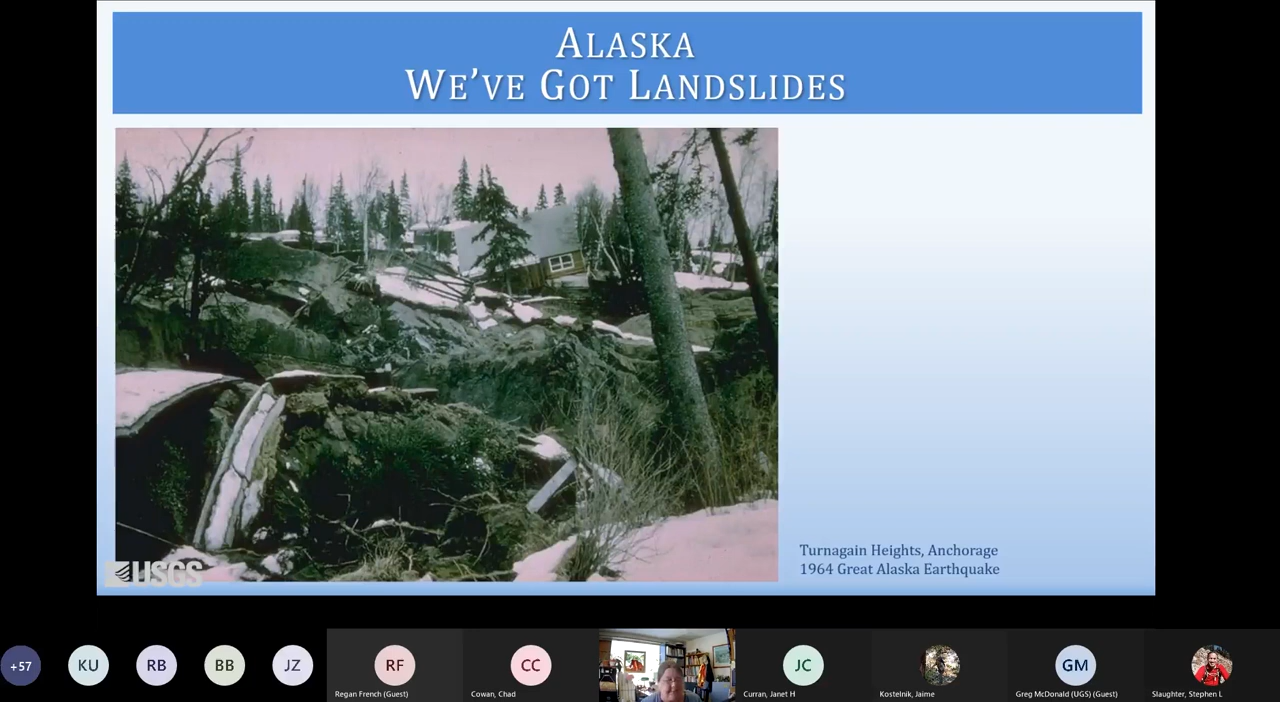 ALASKA
WE'VE GOT LANDSLIDES
Turnagain Heights, Anchorage
1964 Great Alaska Earthquake
USGS
+57
KU
RB
BB
JZ
RF
CC
JC
GM
Regan French (Guest)
Cowan, Chad
Curran, Janet H
Kostelnik, Jaime
Greg McDonald (UGS) (Guest)
Slaughter, Stephen L